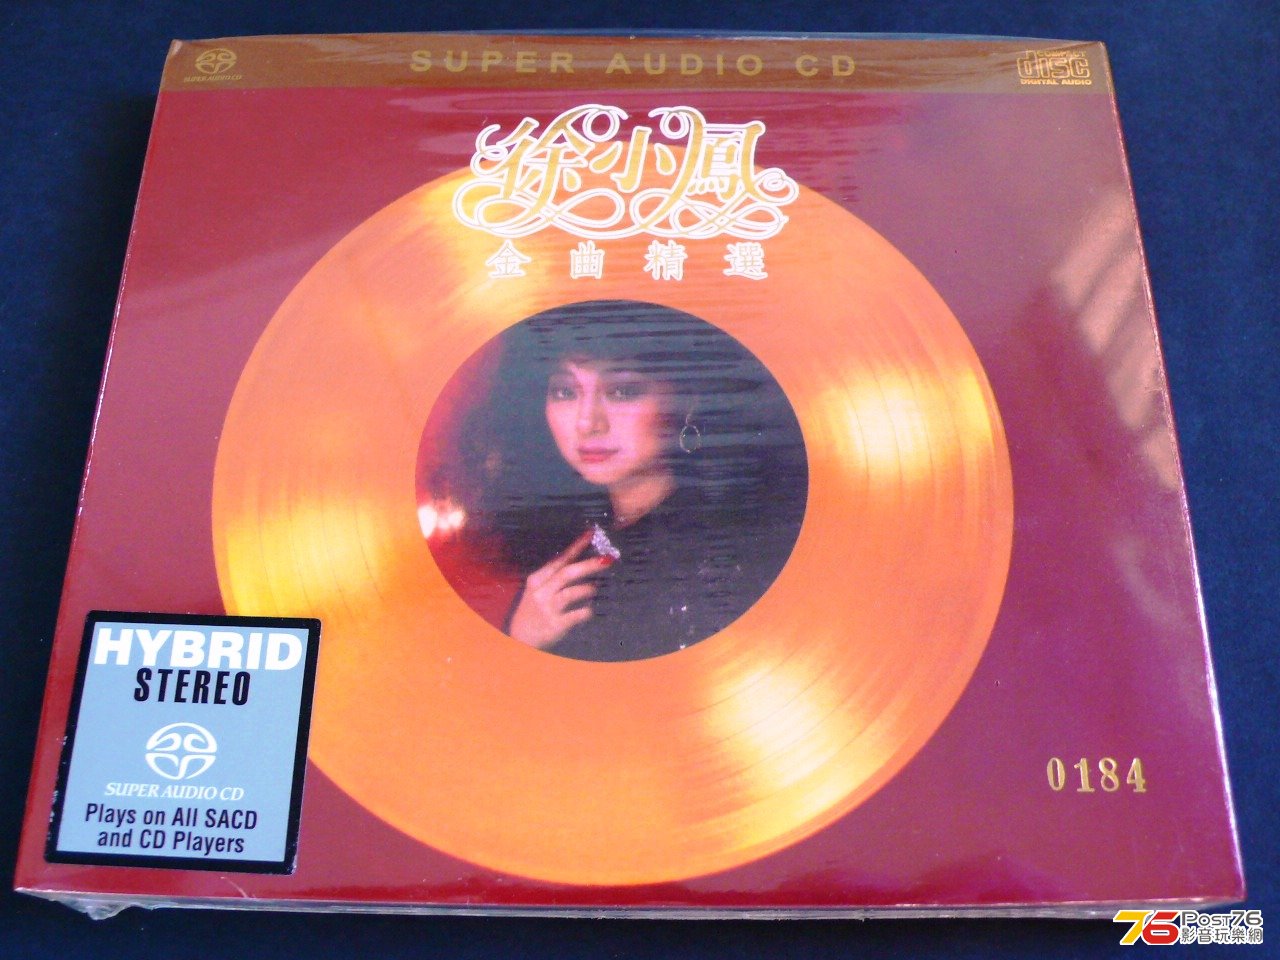 SUPER AUDIO CD
SUPER AUDIO CD
COMPACT
disc
DIGITAL AUDIO
徐小鳳
金曲精選
HYBRID
STEREO
SUPER AUDIO CD
Plays on All SACD
and CD Players
0184
76 Post76
影音玩樂網